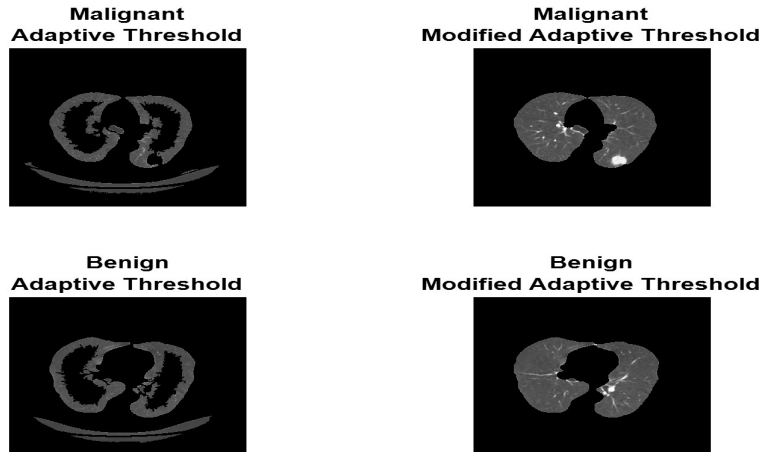 Malignant
Adaptive Threshold
Malignant
Modified Adaptive Threshold
Benign
Adaptive Threshold
Benign
Modified Adaptive Threshold